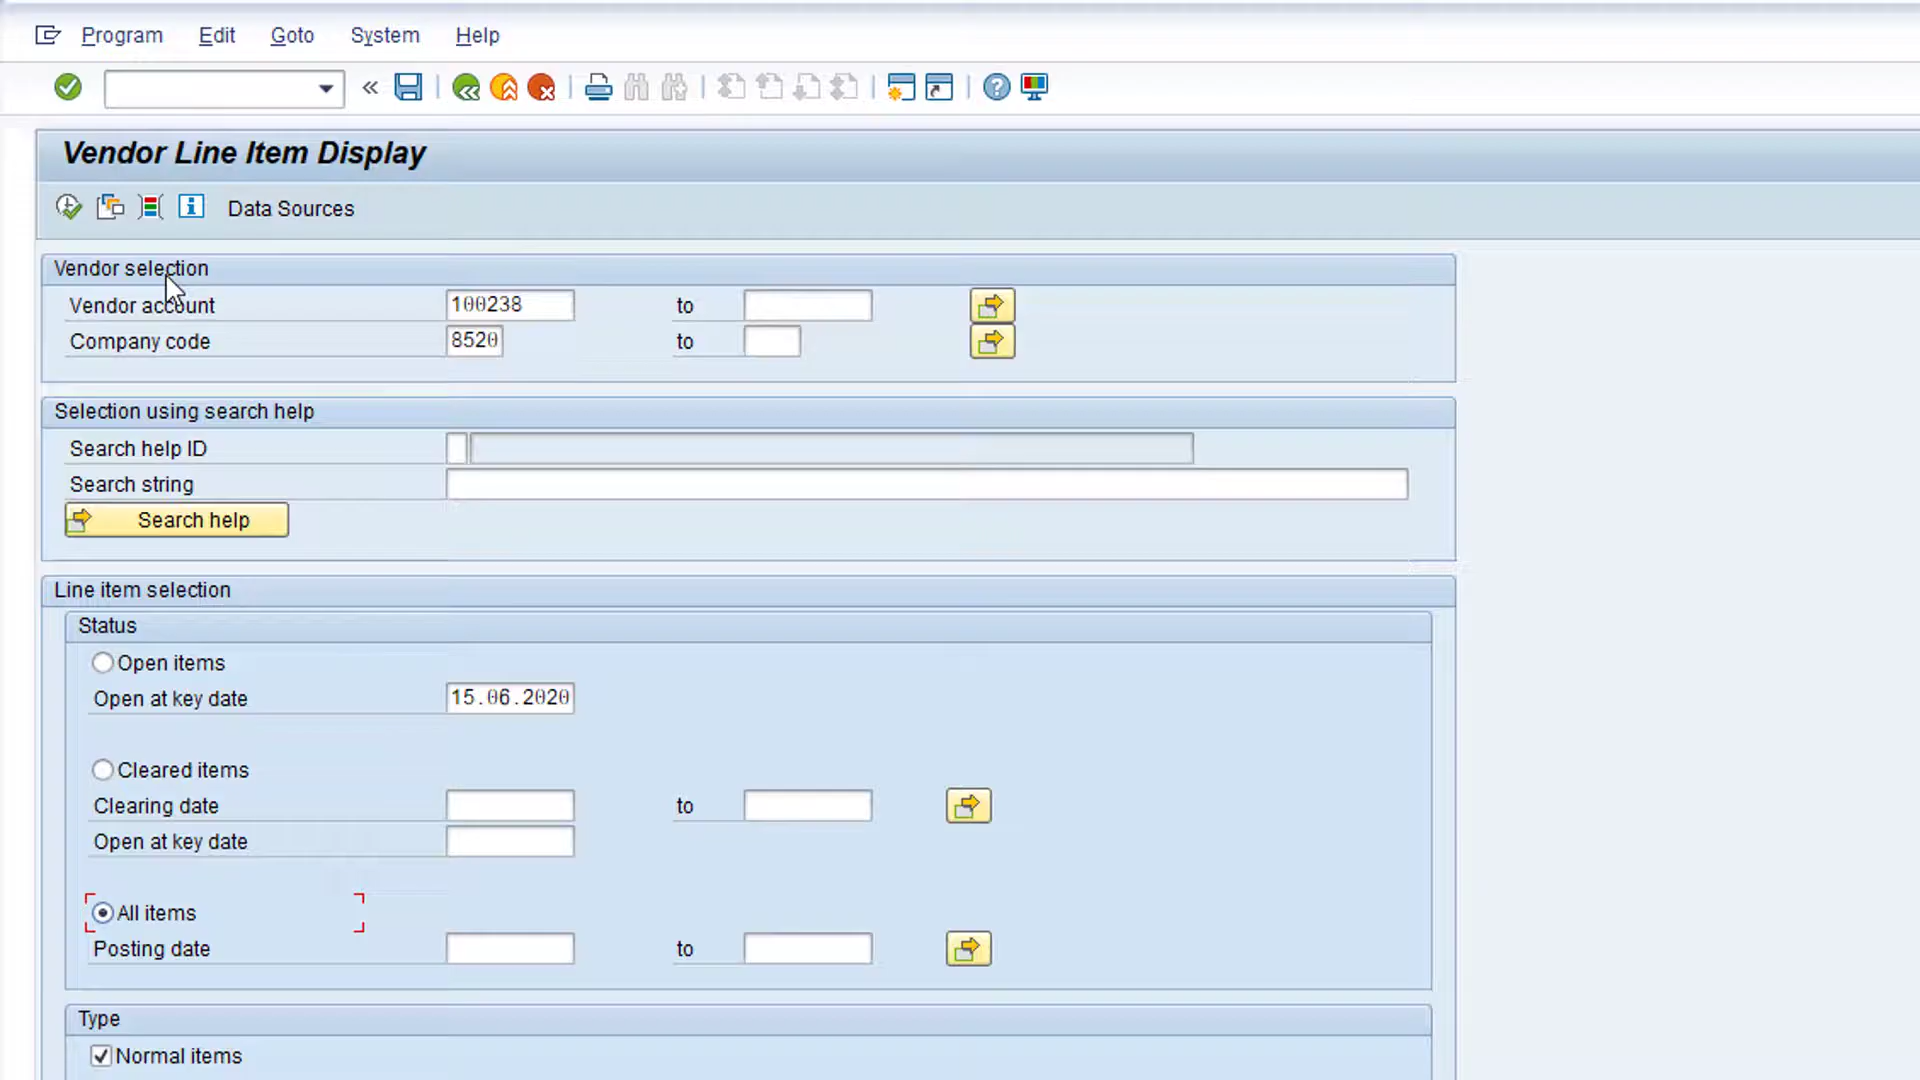 Program Edit Goto System Help
Vendor Line Item Display
Data Sources
Vendor selection
Vendor account 100238 to
Company code 8520 to
Selection using search help
Search help ID
Search string
Search help
Line item selection
Status
Open items
Open at key date 15.06.2020
Cleared items
Clearing date to
Open at key date
All items
Posting date to
Type
Normal items